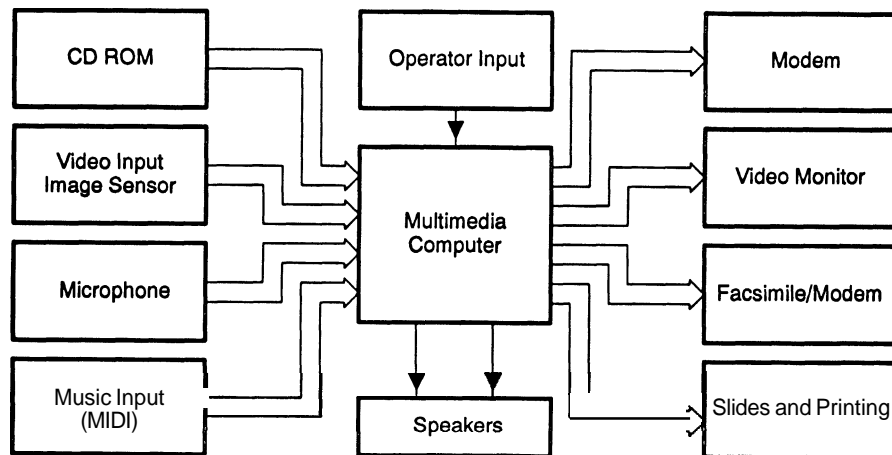 CD ROM
Operator Input
Modem
Video Input
Image Sensor
Video Monitor
Multimedia
Computer
Microphone
Facsimile/Modem
Music Input
(MIDI)
Speakers
Slides and Printing